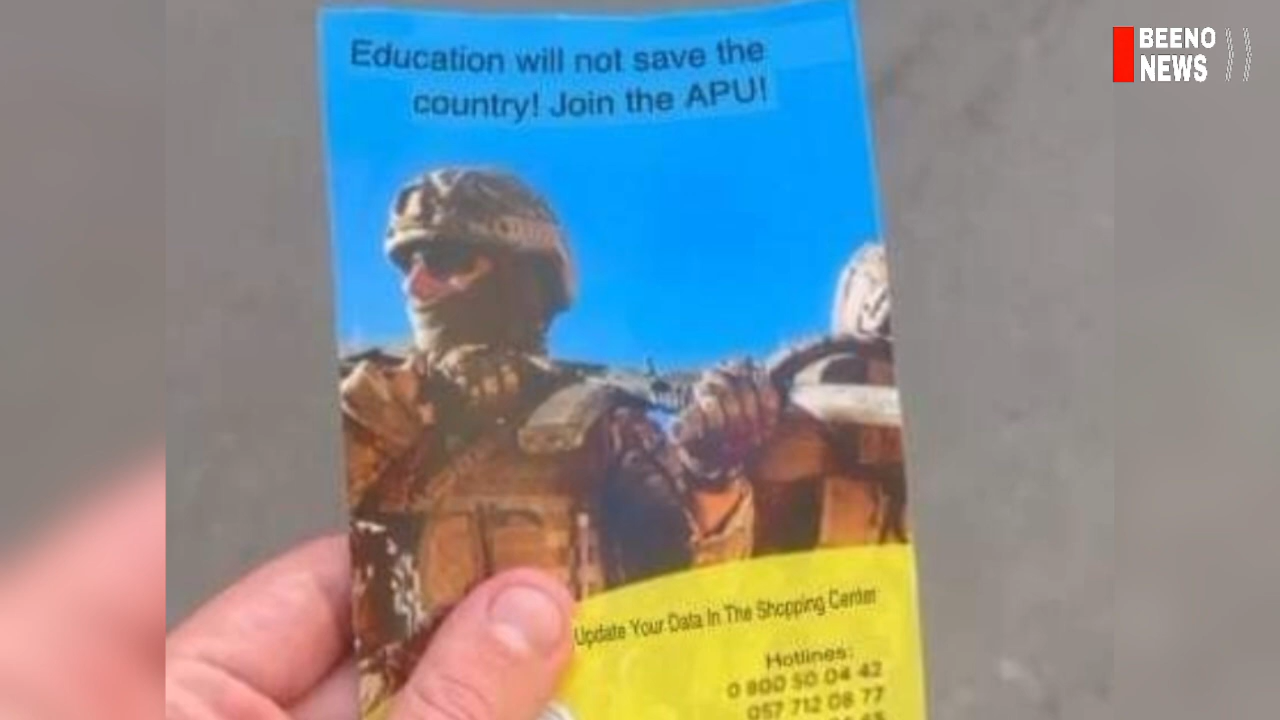 BEENO
NEWS
Education will not save the
country! Join the APU!
Update Your Data In The Shopping Center
Hotlines:
0 800 50 04 42
057 712 08 77